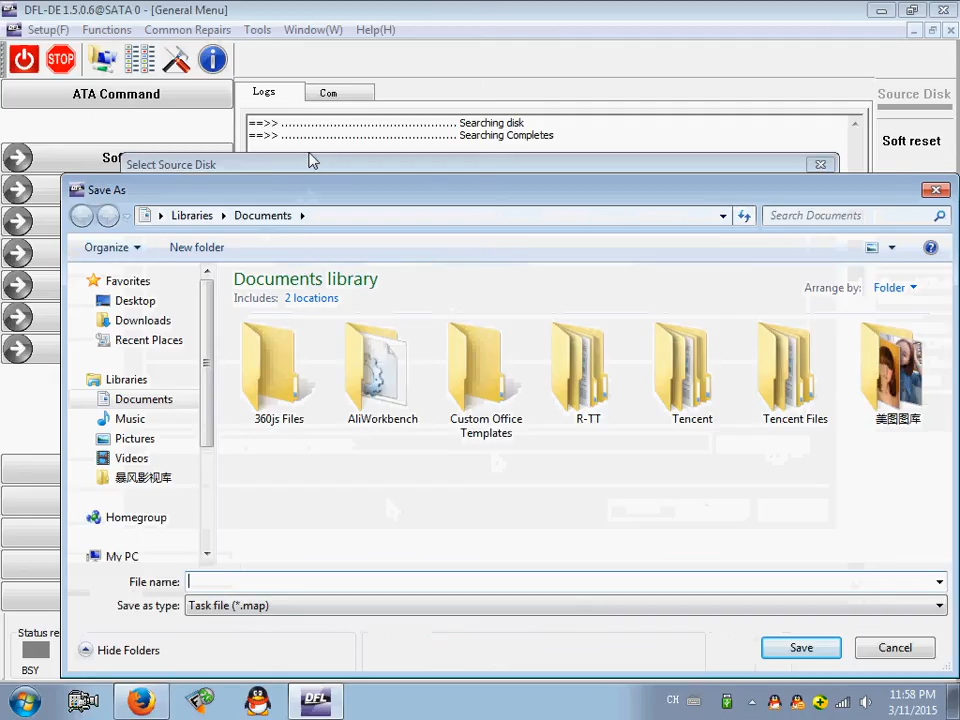 DFL-DE 1.5.0.6@SATA 0 - [General Menu]
Setup(F) Functions Common Repairs Tools Window(W) Help(H)
STOP
ATA Command
Logs Com
Source Disk
==>> .................................................. Searching disk
==>> .................................................. Searching Completes
Soft reset
Sof
Select Source Disk
Save As
Libraries Documents
Search Documents
Organize New folder
Favorites
Desktop
Downloads
Recent Places
Libraries
Documents
Music
Pictures
Videos
暴风影视库
Homegroup
My PC
Documents library
Includes: 2 locations
Arrange by: Folder
360js Files
AliWorkbench
Custom Office
Templates
R-TT
Tencent
Tencent Files
美图图库
File name:
Save as type: Task file (*.map)
Hide Folders
Save Cancel
Status re
BSY
DFL
CH
11:58 PM
3/11/2015